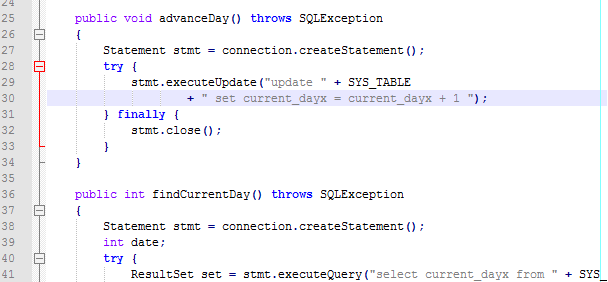 24
25 public void advanceDay() throws SQLException
26 {
27 Statement stmt = connection.createStatement();
28 try {
29 stmt.executeUpdate("update " + SYS_TABLE
30 + " set current_dayx = current_dayx + 1 ");
31 } finally {
32 stmt.close();
33 }
34 }
35
36 public int findCurrentDay() throws SQLException
37 {
38 Statement stmt = connection.createStatement();
39 int date;
40 try {
41 ResultSet set = stmt.executeQuery("select current_dayx from " + SYS_